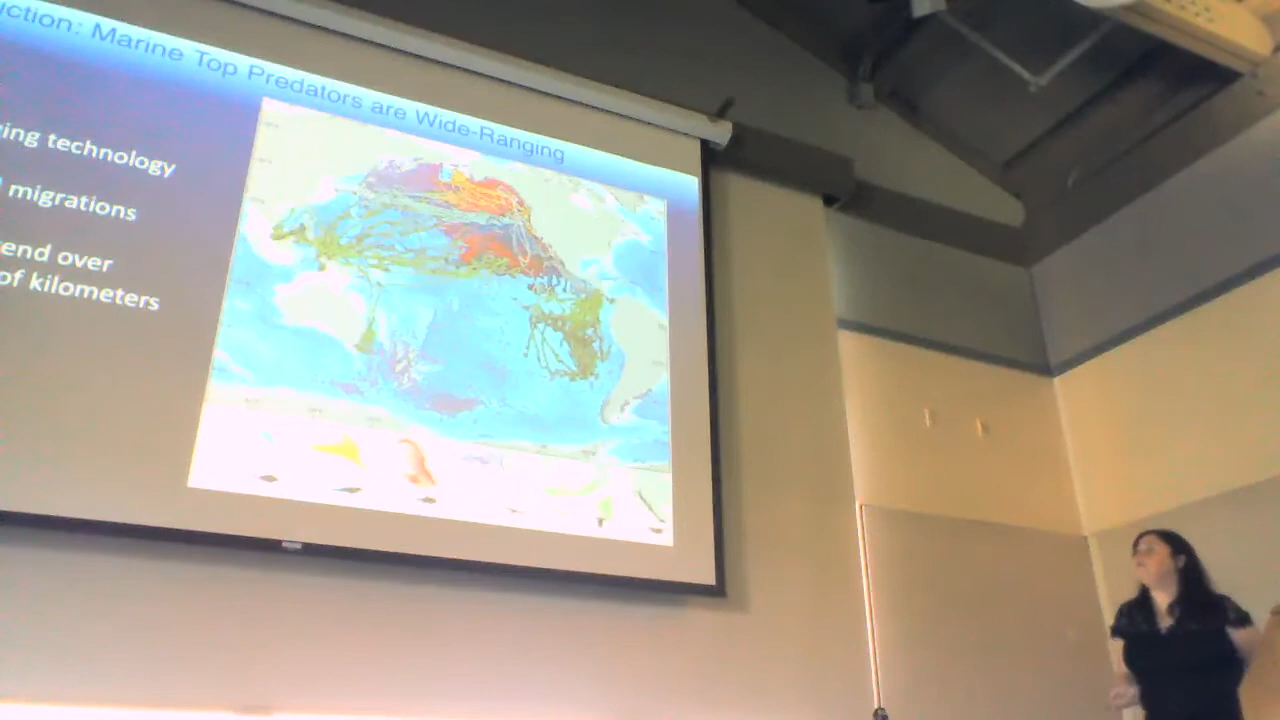 ction: Marine Top Predators are Wide-Ranging
ing technology
migrations
end over
of kilometers